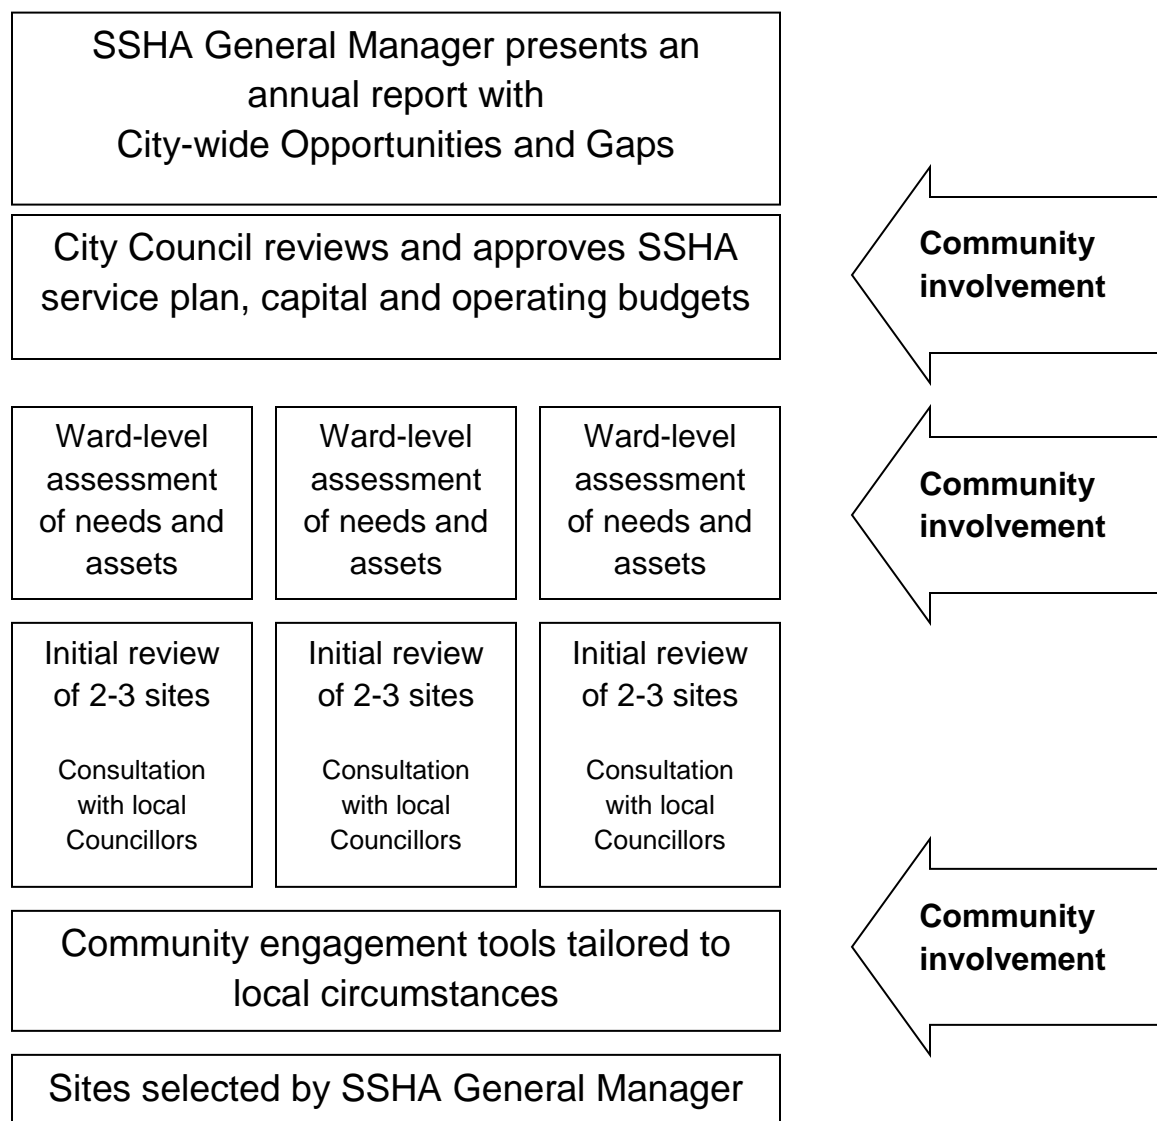 SSHA General Manager presents an
annual report with
City-wide Opportunities and Gaps
City Council reviews and approves SSHA
service plan, capital and operating budgets
Community
involvement
Ward-level
assessment
of needs and
assets
Ward-level
assessment
of needs and
assets
Ward-level
assessment
of needs and
assets
Community
involvement
Initial review
of 2-3 sites
Consultation
with local
Councillors
Initial review
of 2-3 sites
Consultation
with local
Councillors
Initial review
of 2-3 sites
Consultation
with local
Councillors
Community engagement tools tailored to
local circumstances
Community
involvement
Sites selected by SSHA General Manager